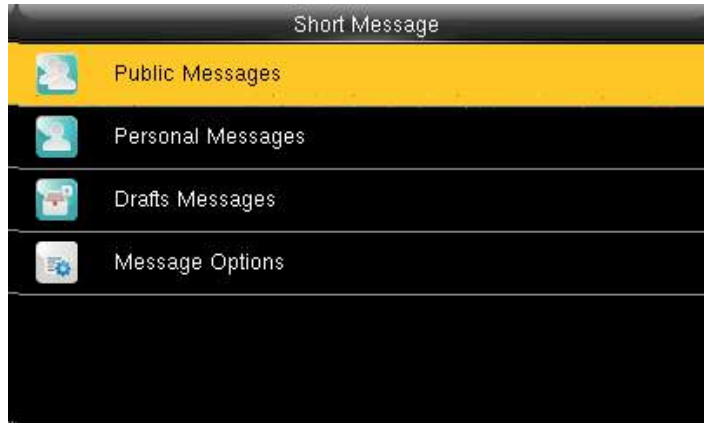 Short Message
Public Messages
Personal Messages
Drafts Messages
Message Options